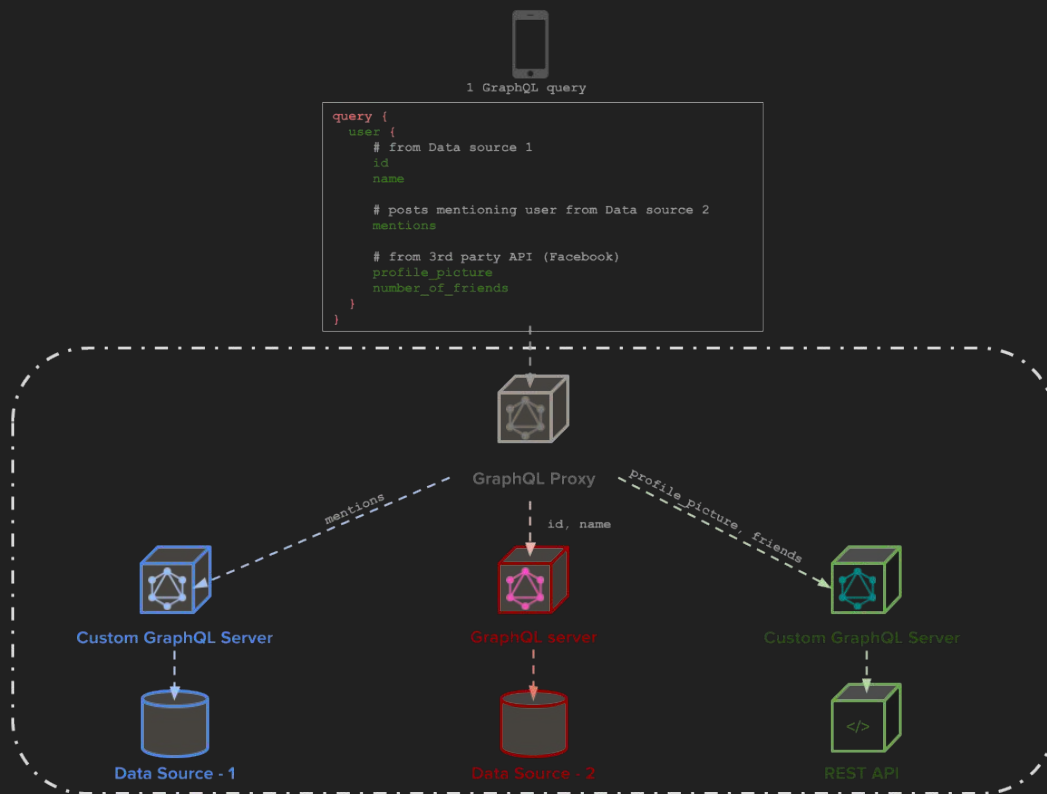 1 GraphQL query
query {
user {
# from Data source 1
id
name
# posts mentioning user from Data source 2
mentions
# from 3rd party API (Facebook)
profile_picture
number_of_friends
}
}
GraphQL Proxy
mentions
id, name
profile_picture, friends
Custom GraphQL Server
GraphQL server
Custom GraphQL Server
</>
Data Source - 1
Data Source - 2
REST API